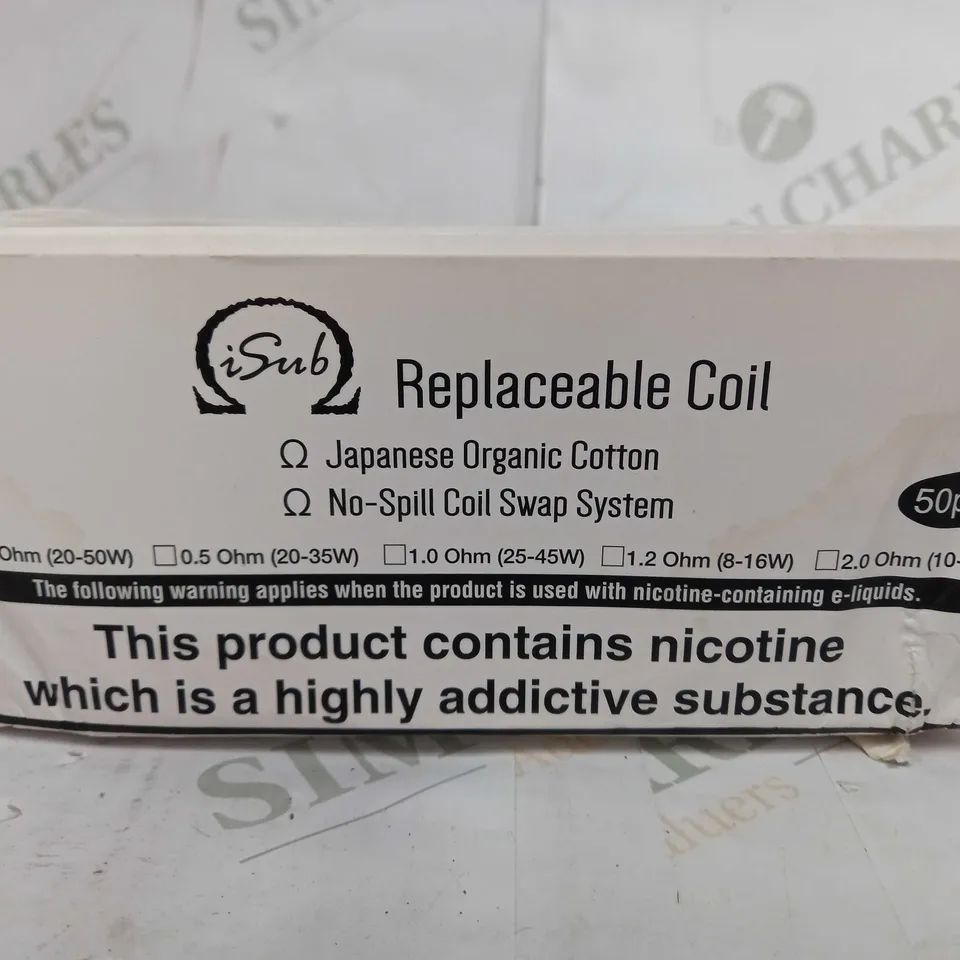 iSub
Replaceable Coil
Ω Japanese Organic Cotton
Ω No-Spill Coil Swap System
50p
Ohm (20-50W) 0.5 Ohm (20-35W) 1.0 Ohm (25-45W) 1.2 Ohm (8-16W) 2.0 Ohm (10-
The following warning applies when the product is used with nicotine-containing e-liquids.
This product contains nicotine
which is a highly addictive substance.